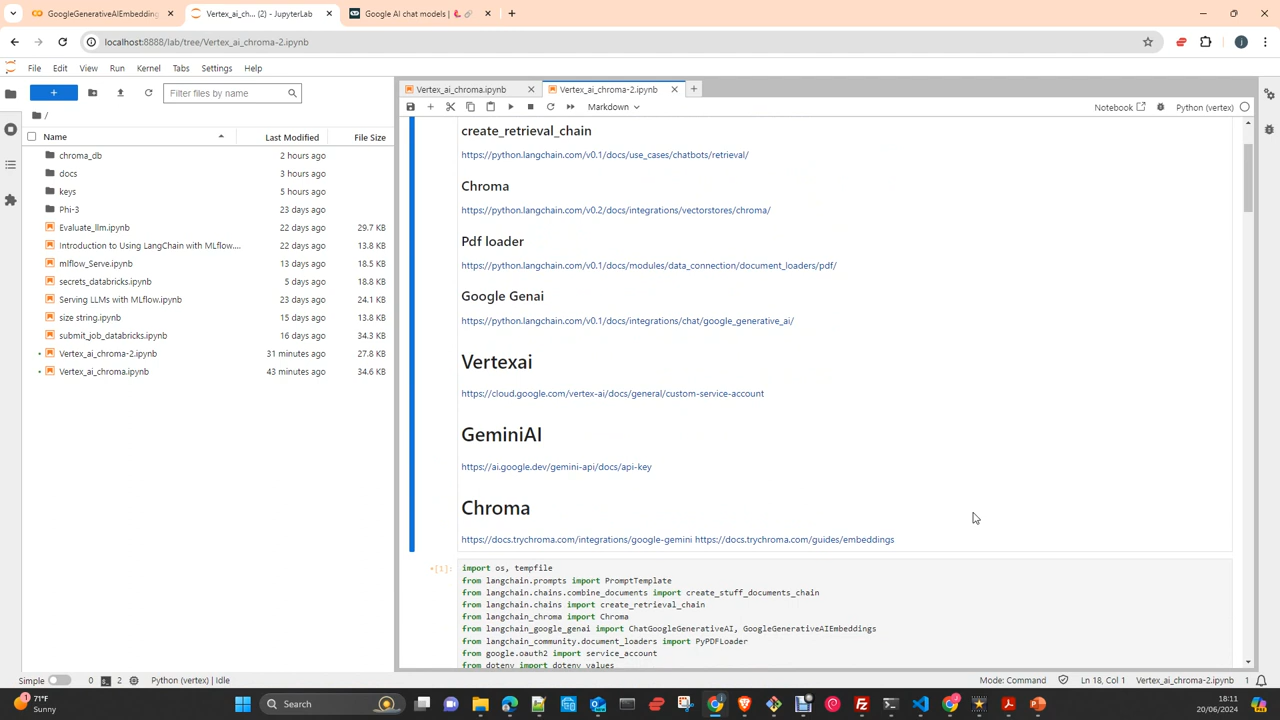 GoogleGenerativeAIEmbedding
Vertex_ai_ch... (2) - JupyterLab
Google AI chat models |
localhost:8888/lab/tree/Vertex_ai_chroma-2.ipynb
File Edit View Run Kernel Tabs Settings Help
Filter files by name
/
Name Last Modified File Size
chroma_db 2 hours ago
docs 3 hours ago
keys 5 hours ago
Phi-3 23 days ago
Evaluate_llm.ipynb 22 days ago 29.7 KB
Introduction to Using LangChain with MLflow.... 22 days ago 13.8 KB
mlflow_Serve.ipynb 13 days ago 18.5 KB
secrets_databricks.ipynb 5 days ago 18.8 KB
Serving LLMs with MLflow.ipynb 23 days ago 24.1 KB
size string.ipynb 15 days ago 13.8 KB
submit_job_databricks.ipynb 16 days ago 34.3 KB
Vertex_ai_chroma-2.ipynb 31 minutes ago 27.8 KB
Vertex_ai_chroma.ipynb 43 minutes ago 34.6 KB
Vertex_ai_chroma.ipynb
Vertex_ai_chroma-2.ipynb
Markdown
Notebook
Python (vertex)
create_retrieval_chain
https://python.langchain.com/v0.1/docs/use_cases/chatbots/retrieval/
Chroma
https://python.langchain.com/v0.2/docs/integrations/vectorstores/chroma/
Pdf loader
https://python.langchain.com/v0.1/docs/modules/data_connection/document_loaders/pdf/
Google Genai
https://python.langchain.com/v0.1/docs/integrations/chat/google_generative_ai/
Vertexai
https://cloud.google.com/vertex-ai/docs/general/custom-service-account
GeminiAI
https://ai.google.dev/gemini-api/docs/api-key
Chroma
https://docs.trychroma.com/integrations/google-gemini https://docs.trychroma.com/guides/embeddings
[1]:
import os, tempfile
from langchain.prompts import PromptTemplate
from langchain.chains.combine_documents import create_stuff_documents_chain
from langchain.chains import create_retrieval_chain
from langchain_chroma import Chroma
from langchain_google_genai import ChatGoogleGenerativeAI, GoogleGenerativeAIEmbeddings
from langchain_community.document_loaders import PyPDFLoader
from google.oauth2 import service_account
from dotenv import dotenv_values
Simple 0 2 Python (vertex) | Idle
Mode: Command Ln 18, Col 1 Vertex_ai_chroma-2.ipynb 1
71°F
Sunny
Search
18:11
20/06/2024